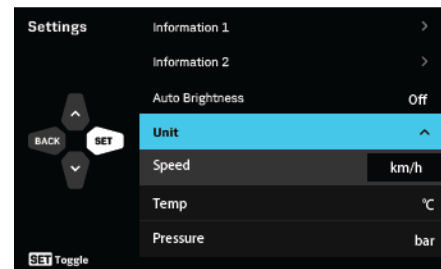 Settings
Information 1
Information 2
Auto Brightness Off
BACK SET
Unit
Speed km/h
Temp ℃
Pressure bar
SET Toggle